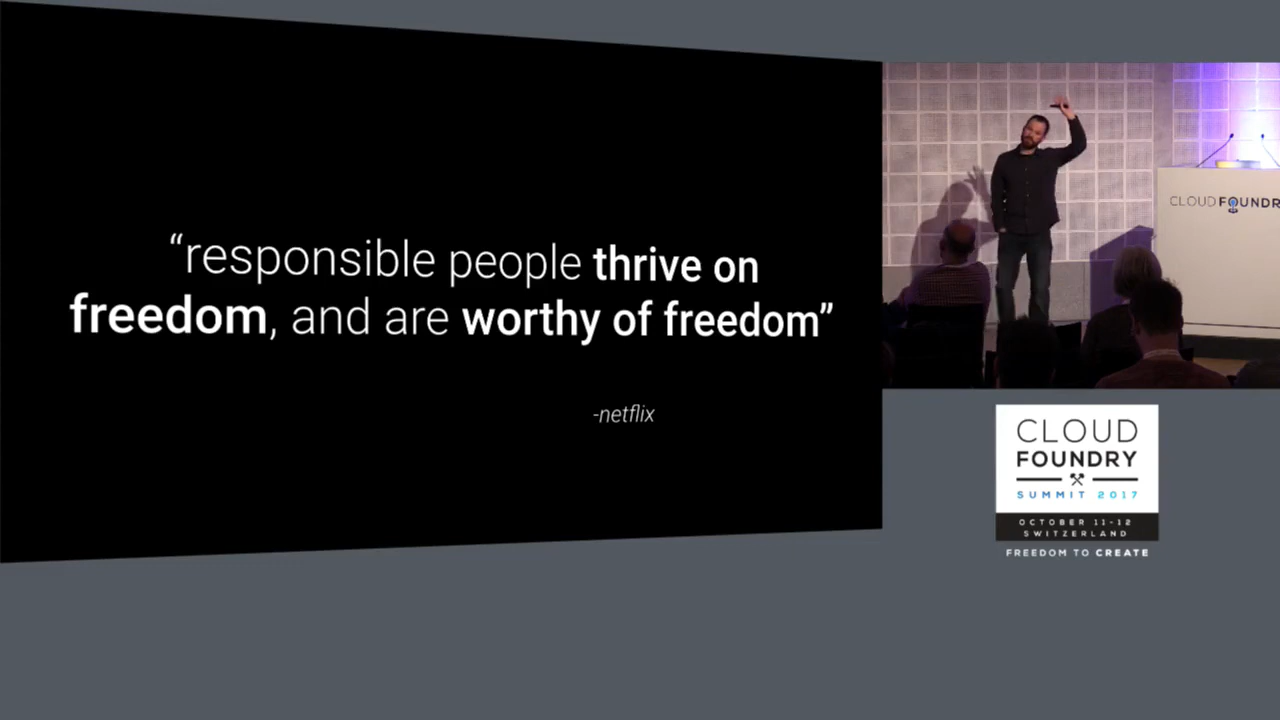 “responsible people thrive on
freedom, and are worthy of freedom”
-netflix
CLOUD FOUNDR
CLOUD
FOUNDRY
SUMMIT 2017
OCTOBER 11-12
SWITZERLAND
FREEDOM TO CREATE